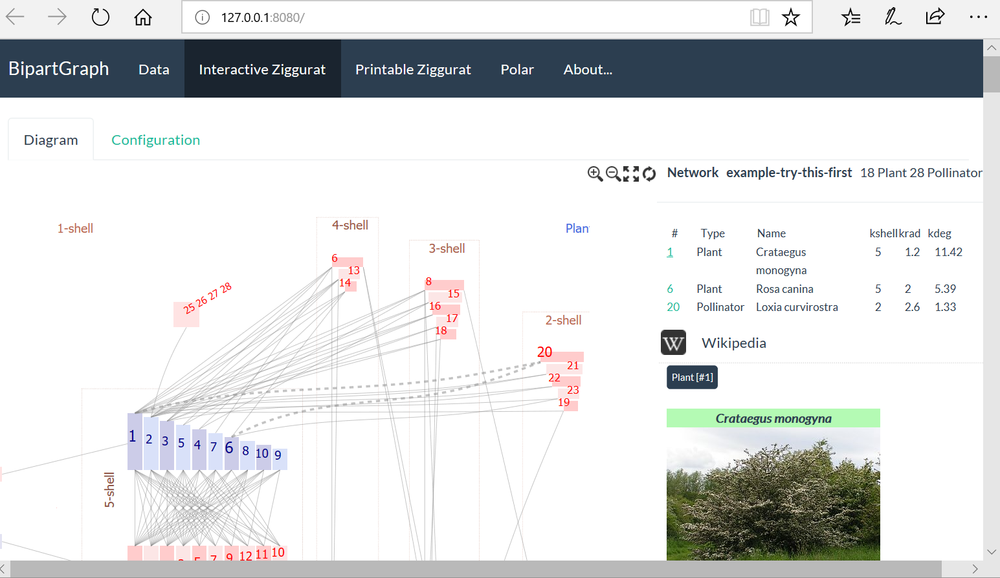 127.0.0.1:8080/
BipartGraph Data Interactive Ziggurat Printable Ziggurat Polar About...
Diagram Configuration
Network example-try-this-first 18 Plant 28 Pollinator
1-shell
4-shell
3-shell
2-shell
Plan
6
13
14
8
15
16
17
18
25 26 27 28
20
21
22
23
19
1 2 3 5 4 7 6 8 10 9
5-shell
9 12 11 10
# Type Name kshell krad kdeg
1 Plant Crataegus 5 1.2 11.42
monogyna
6 Plant Rosa canina 5 2 5.39
20 Pollinator Loxia curvirostra 2 2.6 1.33
W Wikipedia
Plant [#1]
Crataegus monogyna